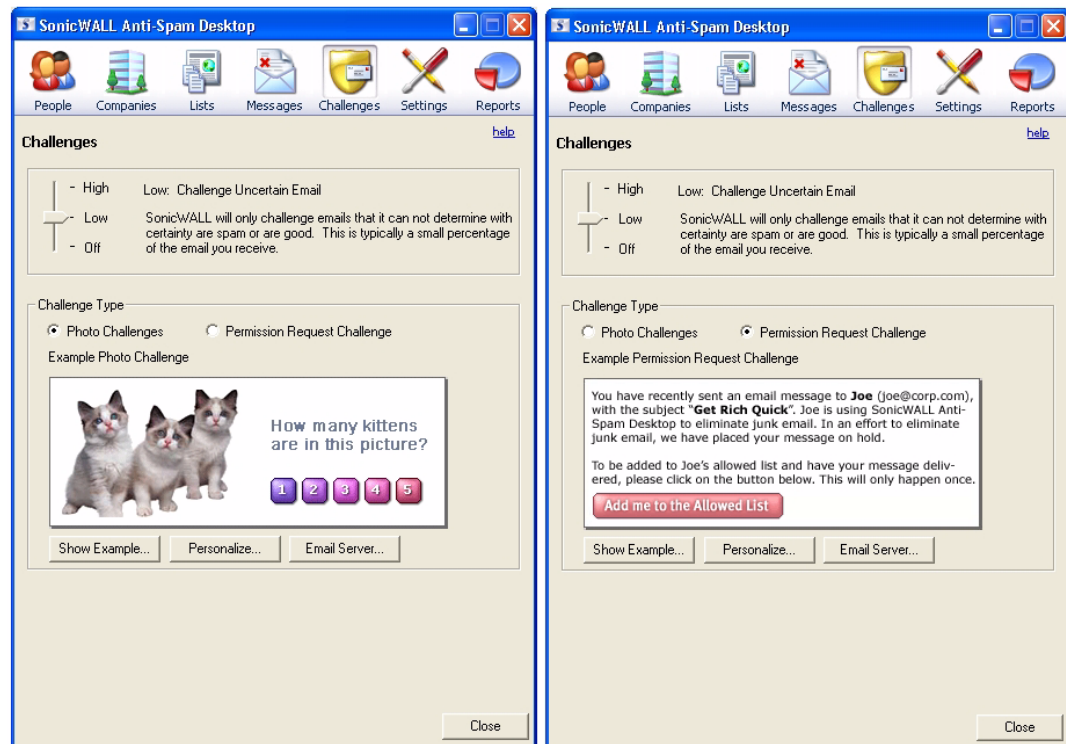 SonicWALL Anti-Spam Desktop
People Companies Lists Messages Challenges Settings Reports
help
Challenges
High
Low
Off
Low: Challenge Uncertain Email
SonicWALL will only challenge emails that it can not determine with
certainty are spam or are good. This is typically a small percentage
of the email you receive.
Challenge Type
Photo Challenges Permission Request Challenge
Example Photo Challenge
How many kittens
are in this picture?
1 2 3 4 5
Show Example... Personalize... Email Server...
Close
SonicWALL Anti-Spam Desktop
People Companies Lists Messages Challenges Settings Reports
help
Challenges
High
Low
Off
Low: Challenge Uncertain Email
SonicWALL will only challenge emails that it can not determine with
certainty are spam or are good. This is typically a small percentage
of the email you receive.
Challenge Type
Photo Challenges Permission Request Challenge
Example Permission Request Challenge
You have recently sent an email message to Joe (joe@corp.com),
with the subject “Get Rich Quick”. Joe is using SonicWALL Anti-
Spam Desktop to eliminate junk email. In an effort to eliminate
junk email, we have placed your message on hold.
To be added to Joe’s allowed list and have your message deliv-
ered, please click on the button below. This will only happen once.
Add me to the Allowed List
Show Example... Personalize... Email Server...
Close